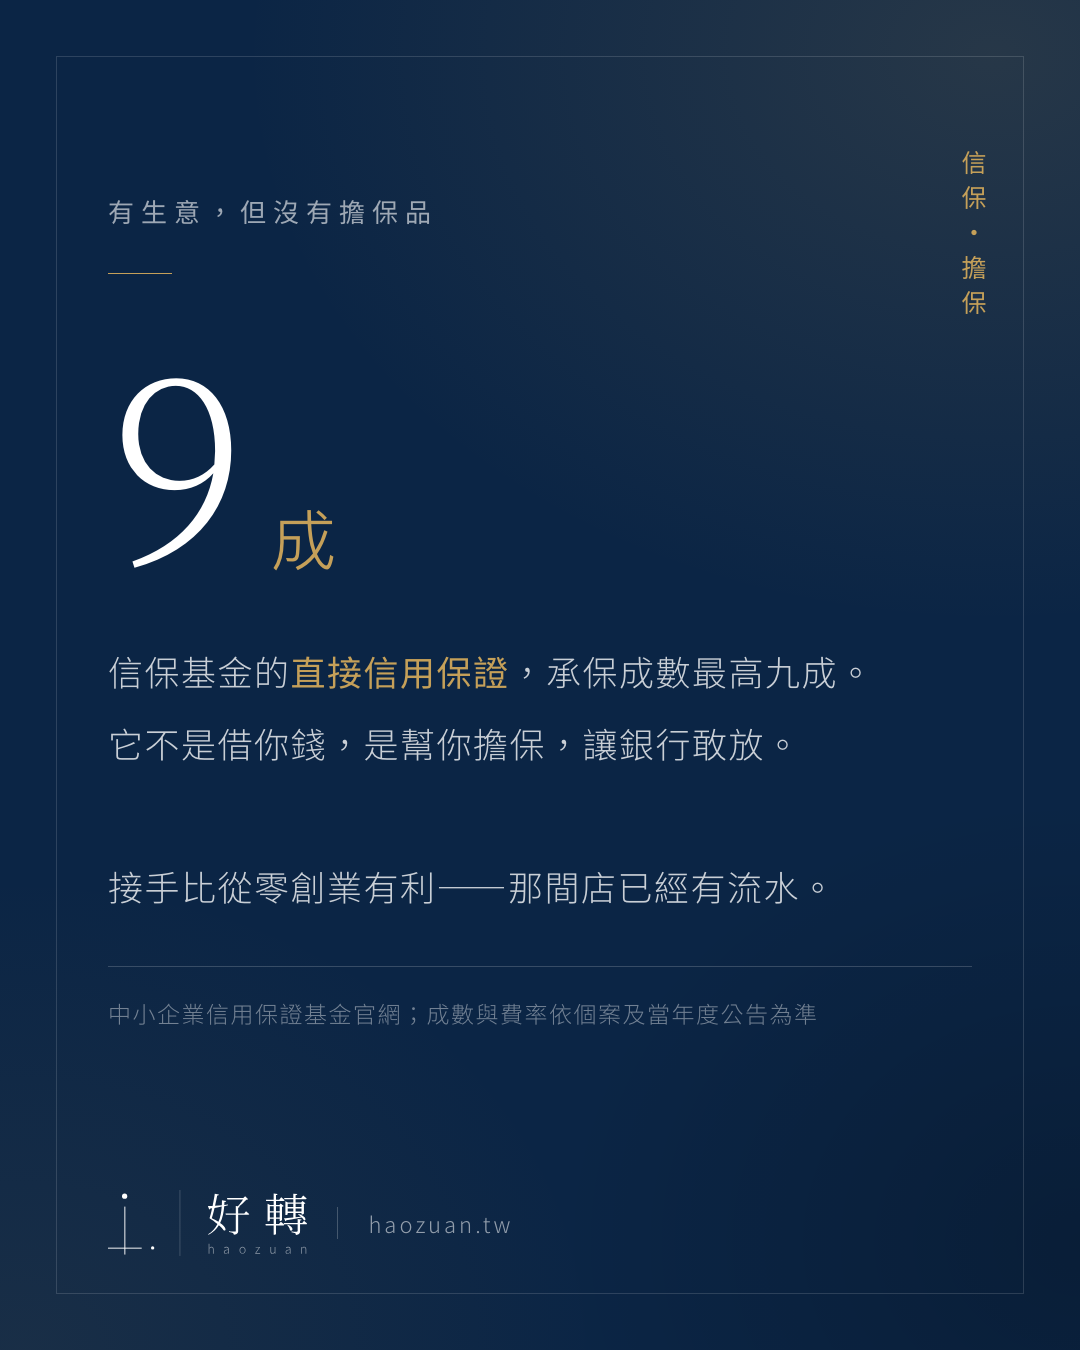 有生意，但沒有擔保品
信保・擔保
9成
信保基金的直接信用保證，承保成數最高九成。
它不是借你錢，是幫你擔保，讓銀行敢放。
接手比從零創業有利——那間店已經有流水。
中小企業信用保證基金官網；成數與費率依個案及當年度公告為準
好轉
haozuan
haozuan.tw